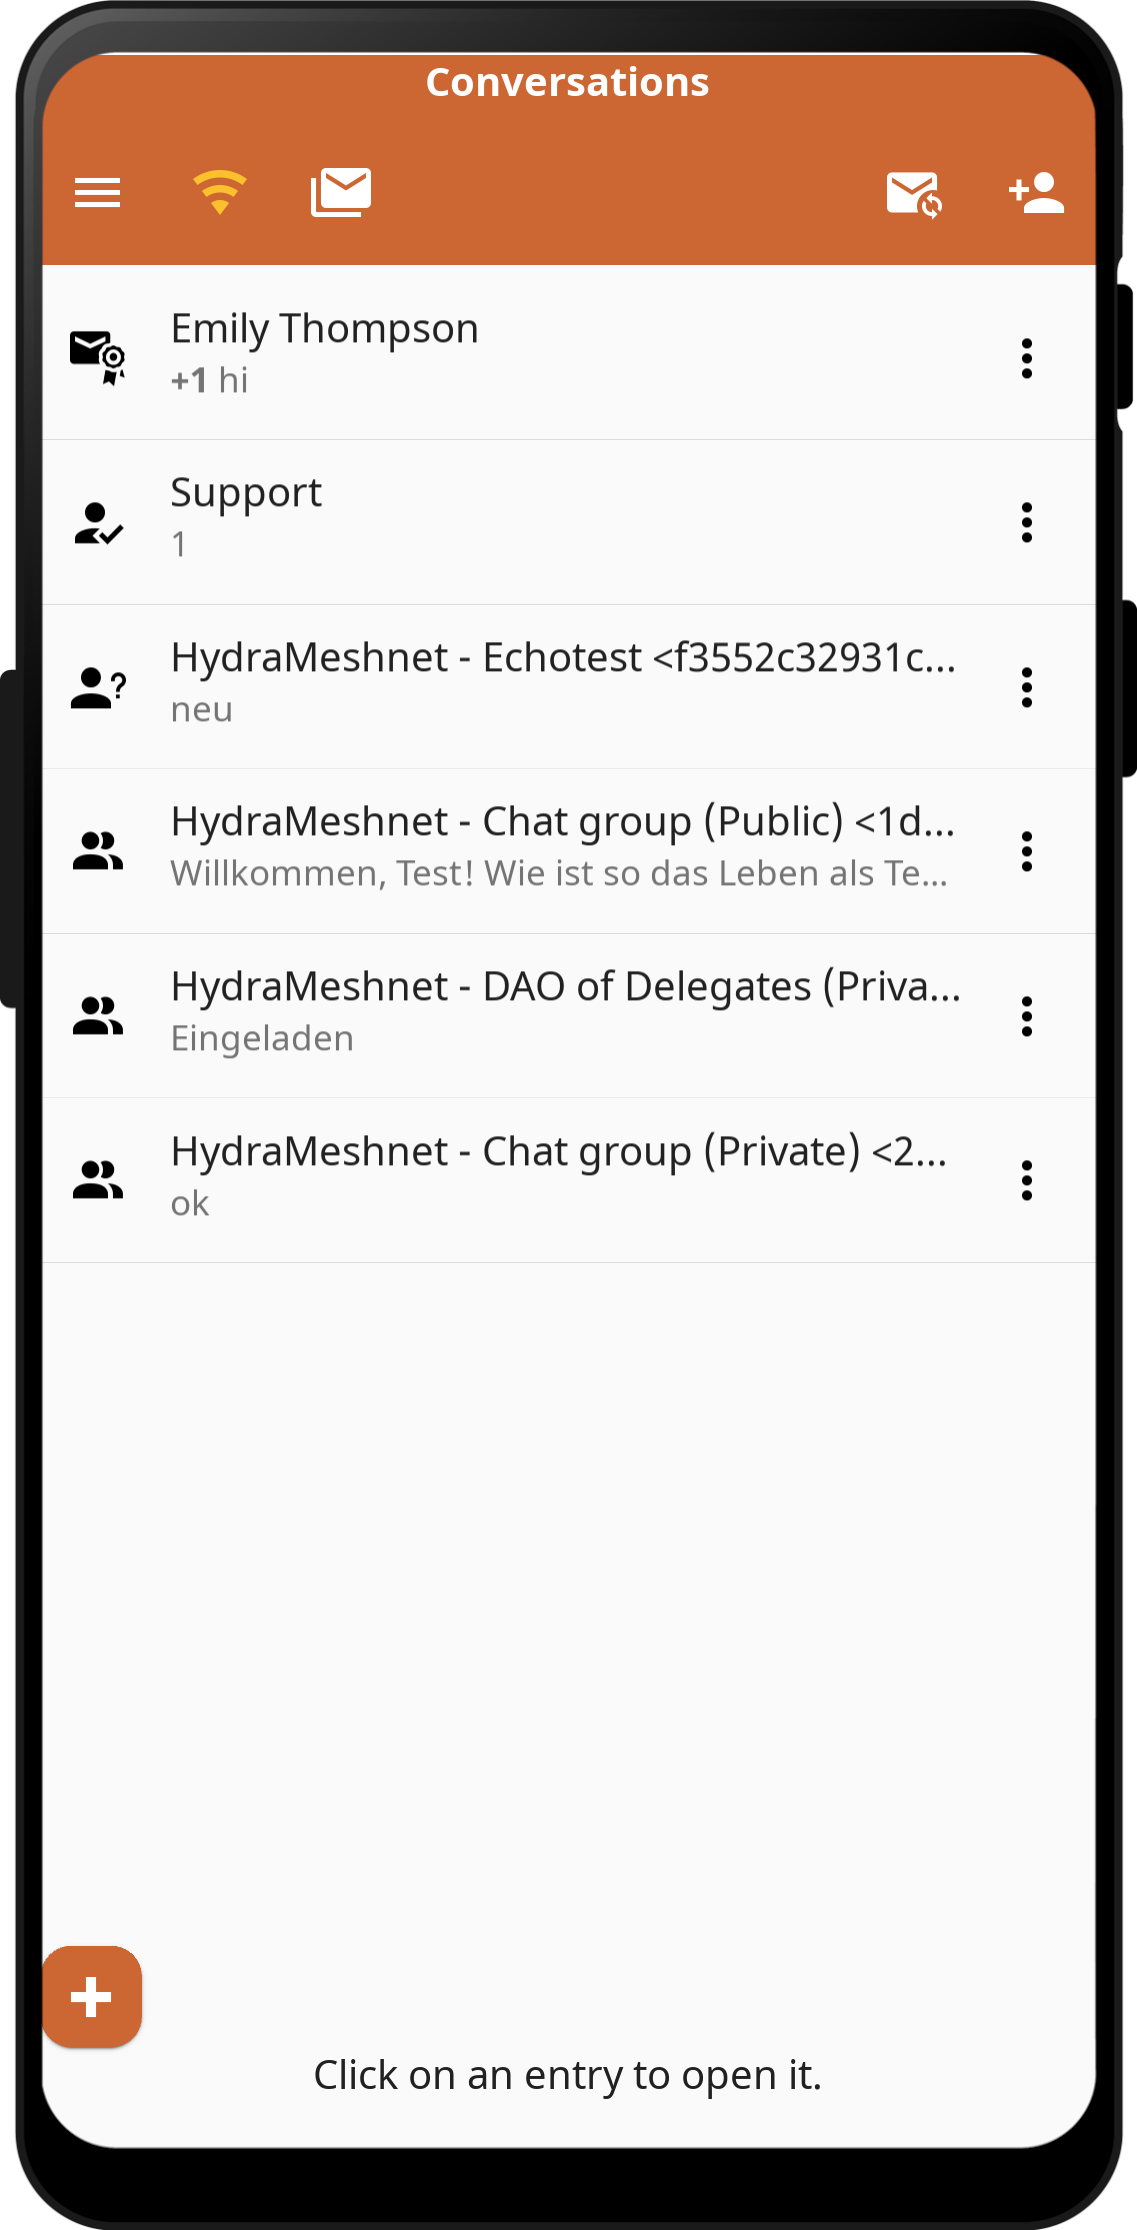 Conversations
Emily Thompson
+1 hi
Support
1
HydraMeshnet - Echotest <f3552c32931c...
neu
HydraMeshnet - Chat group (Public) <1d...
Willkommen, Test! Wie ist so das Leben als Te...
HydraMeshnet - DAO of Delegates (Priva...
Eingeladen
HydraMeshnet - Chat group (Private) <2...
ok
Click on an entry to open it.